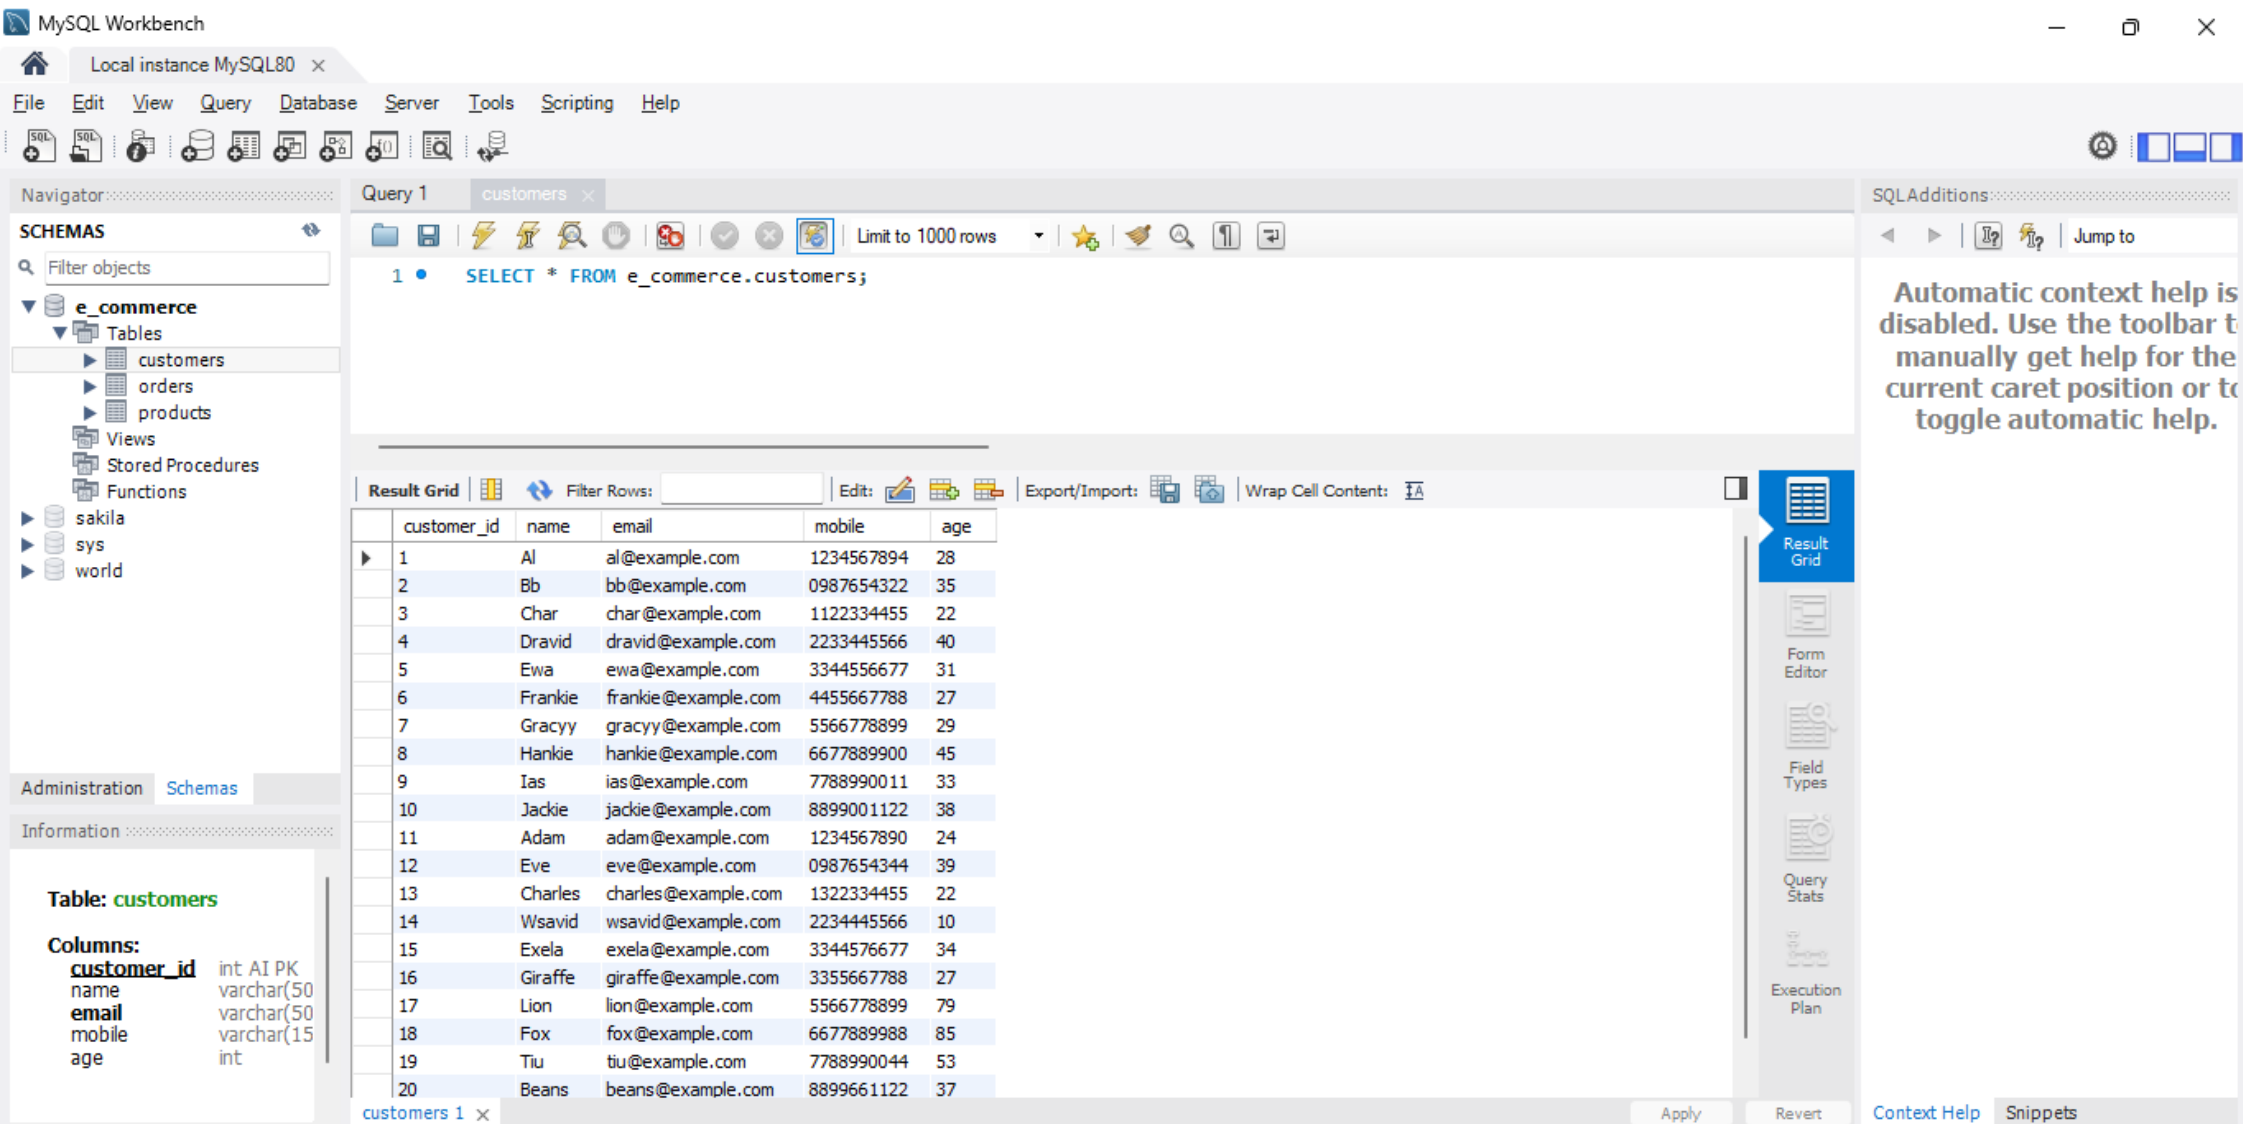 MySQL Workbench
Local instance MySQL80
File Edit View Query Database Server Tools Scripting Help
Navigator
SCHEMAS
Filter objects
e_commerce
Tables
customers
orders
products
Views
Stored Procedures
Functions
sakila
sys
world
Administration Schemas
Information
Table: customers
Columns:
customer_id int AI PK
name varchar(50
email varchar(50
mobile varchar(15
age int
Query 1 customers
Limit to 1000 rows
1 SELECT * FROM e_commerce.customers;
Result Grid Filter Rows: Edit: Export/Import: Wrap Cell Content:
customer_id name email mobile age
1 Al al@example.com 1234567894 28
2 Bb bb@example.com 0987654322 35
3 Char char@example.com 1122334455 22
4 Dravid dravid@example.com 2233445566 40
5 Ewa ewa@example.com 3344556677 31
6 Frankie frankie@example.com 4455667788 27
7 Gracyy gracyy@example.com 5566778899 29
8 Hankie hankie@example.com 6677889900 45
9 Ias ias@example.com 7788990011 33
10 Jackie jackie@example.com 8899001122 38
11 Adam adam@example.com 1234567890 24
12 Eve eve@example.com 0987654344 39
13 Charles charles@example.com 1322334455 22
14 Wsavid wsavid@example.com 2234445566 10
15 Exela exela@example.com 3344576677 34
16 Giraffe giraffe@example.com 3355667788 27
17 Lion lion@example.com 5566778899 79
18 Fox fox@example.com 6677889988 85
19 Tiu tiu@example.com 7788990044 53
20 Beans beans@example.com 8899661122 37
customers 1
Apply Revert
Result
Grid
Form
Editor
Field
Types
Query
Stats
Execution
Plan
SQLAdditions
Jump to
Automatic context help is
disabled. Use the toolbar t
manually get help for the
current caret position or to
toggle automatic help.
Context Help Snippets